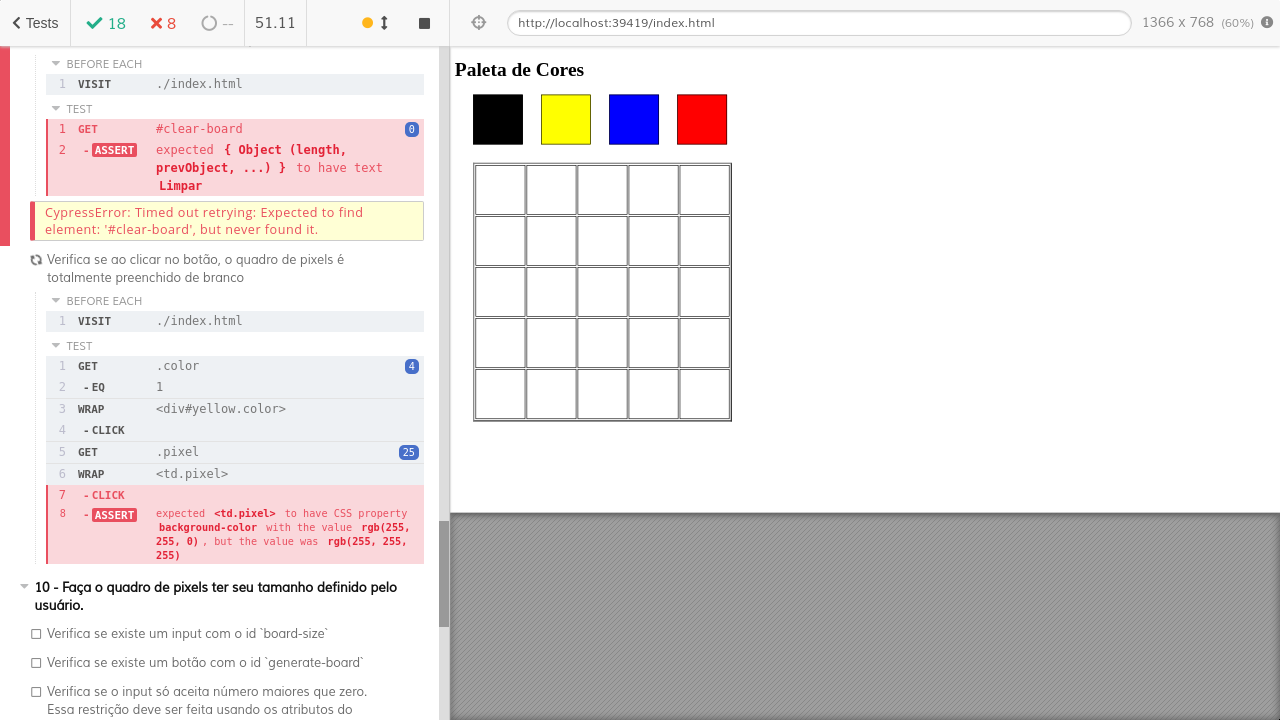 Tests
18
8
--
51.11
http://localhost:39419/index.html
1366 x 768 (60%)
BEFORE EACH
1 VISIT ./index.html
TEST
1 GET #clear-board 0
2 -ASSERT expected { Object (length,
prevObject, ...) } to have text
Limpar
CypressError: Timed out retrying: Expected to find
element: '#clear-board', but never found it.
Verifica se ao clicar no botão, o quadro de pixels é
totalmente preenchido de branco
BEFORE EACH
1 VISIT ./index.html
TEST
1 GET .color 4
2 -EQ 1
3 WRAP <div#yellow.color>
4 -CLICK
5 GET .pixel 25
6 WRAP <td.pixel>
7 -CLICK
8 -ASSERT expected <td.pixel> to have CSS property
background-color with the value rgb(255,
255, 0), but the value was rgb(255, 255,
255)
10 - Faça o quadro de pixels ter seu tamanho definido pelo
usuário.
Verifica se existe um input com o id `board-size`
Verifica se existe um botão com o id `generate-board`
Verifica se o input só aceita número maiores que zero.
Essa restrição deve ser feita usando os atributos do
Paleta de Cores